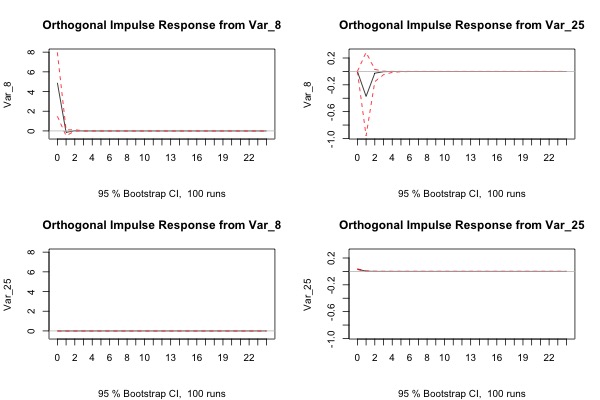 Orthogonal Impulse Response from Var_8
Var_8
8
6
4
2
0
0 2 4 6 8 10 13 16 19 22
95 % Bootstrap CI, 100 runs
Orthogonal Impulse Response from Var_25
Var_8
0.2
-0.2
-0.6
-1.0
0 2 4 6 8 10 13 16 19 22
95 % Bootstrap CI, 100 runs
Orthogonal Impulse Response from Var_8
Var_25
8
6
4
2
0
0 2 4 6 8 10 13 16 19 22
95 % Bootstrap CI, 100 runs
Orthogonal Impulse Response from Var_25
Var_25
0.2
-0.2
-0.6
-1.0
0 2 4 6 8 10 13 16 19 22
95 % Bootstrap CI, 100 runs